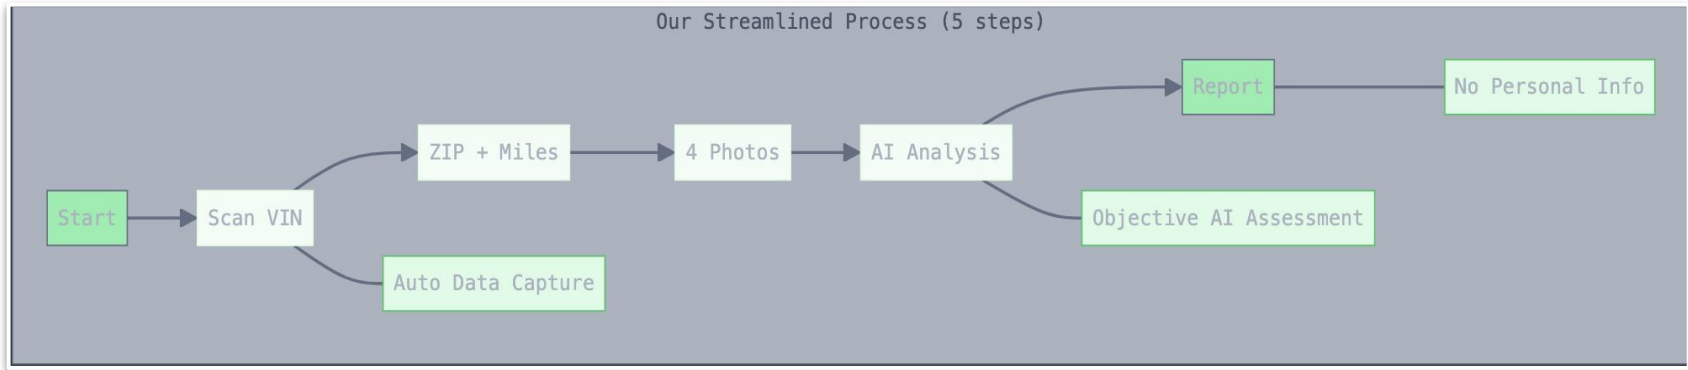 Our Streamlined Process (5 steps)
Start
Scan VIN
Auto Data Capture
ZIP + Miles
4 Photos
AI Analysis
Objective AI Assessment
Report
No Personal Info